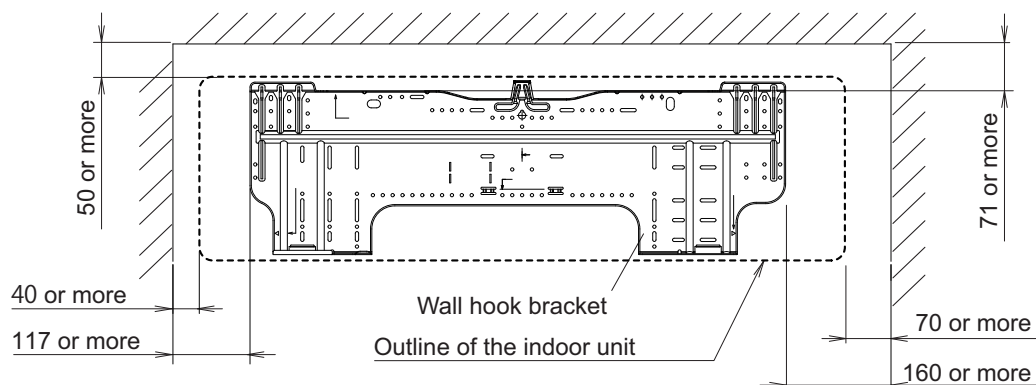 50 or more
71 or more
40 or more
117 or more
Wall hook bracket
Outline of the indoor unit
70 or more
160 or more